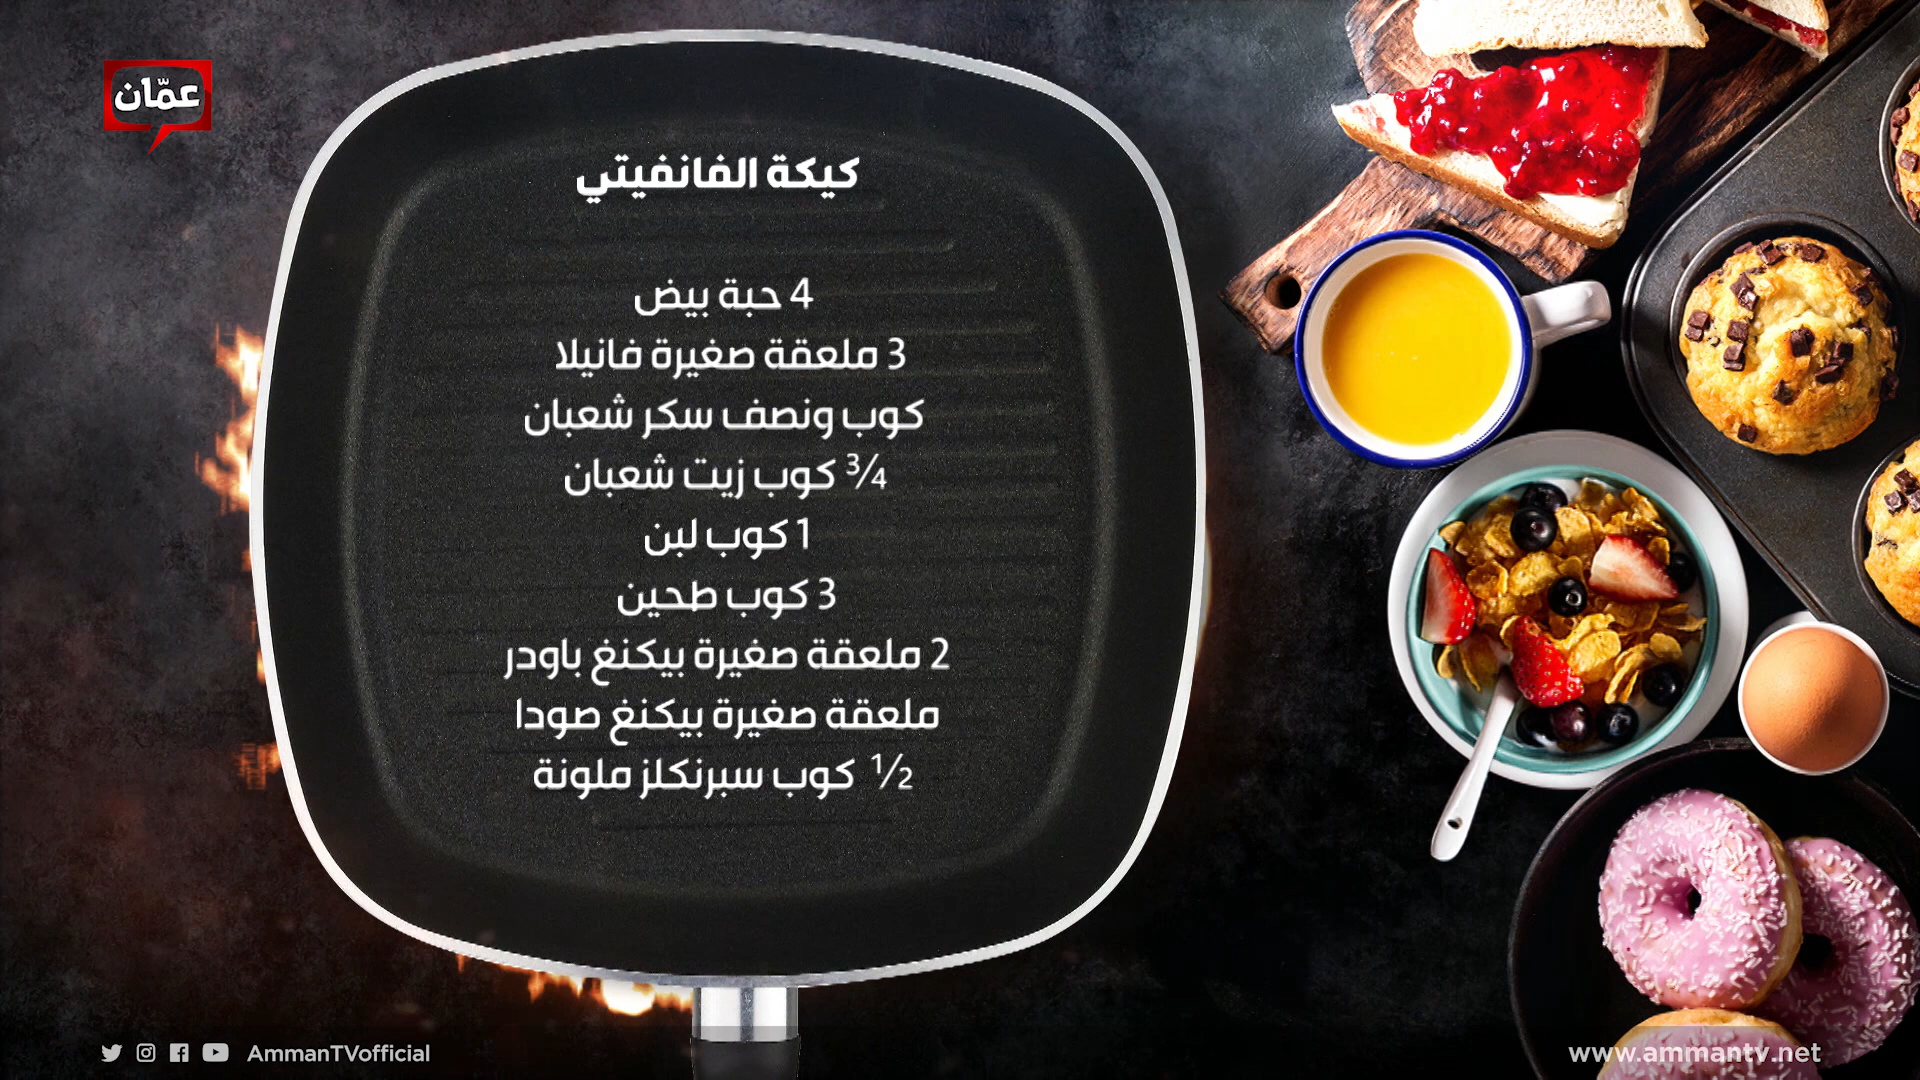 عمّان
كيكة الفانفيتي
4 حبة بيض
3 ملعقة صغيرة فانيلا
كوب ونصف سكر شعبان
¾ كوب زيت شعبان
1 كوب لبن
3 كوب طحين
2 ملعقة صغيرة بيكنغ باودر
ملعقة صغيرة بيكنغ صودا
½ كوب سبرنكلز ملونة
AmmanTVofficial
www.ammantv.net